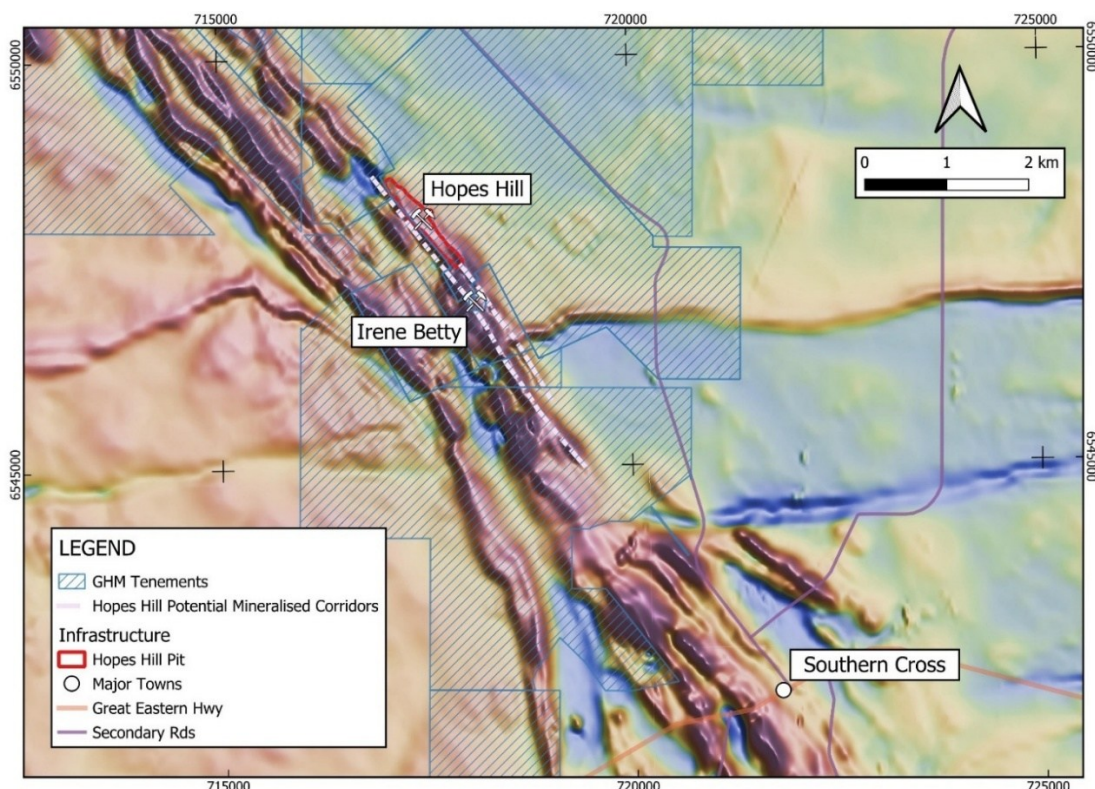 715000
720000
725000
6550000
6550000
0 1 2 km
Hopes Hill
Irene Betty
6545000
6545000
LEGEND
GHM Tenements
Hopes Hill Potential Mineralised Corridors
Infrastructure
Hopes Hill Pit
Major Towns
Great Eastern Hwy
Secondary Rds
Southern Cross
715000
720000
725000